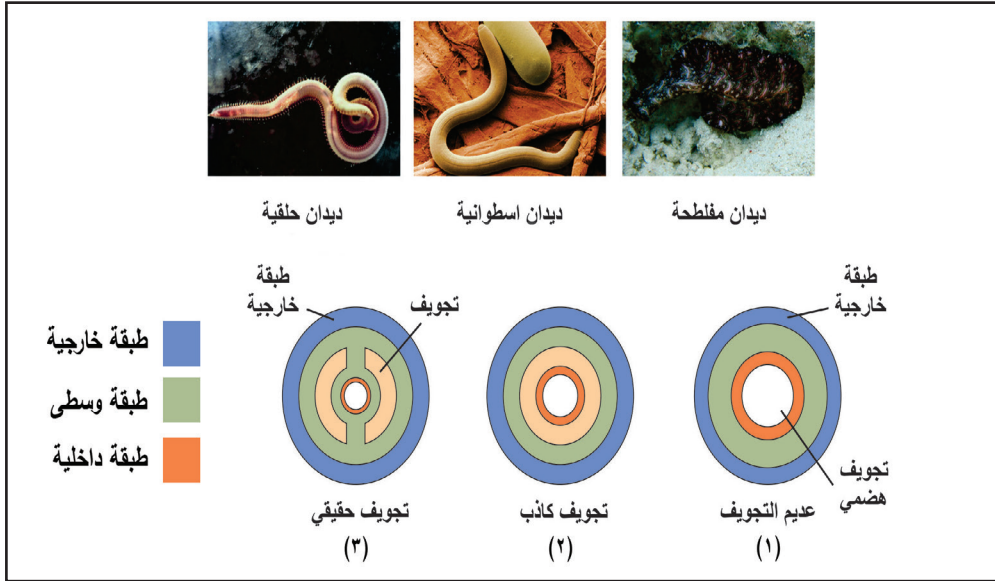 ديدان مفلطحة
ديدان اسطوانية
ديدان حلقية
طبقة
خارجية
تجويف
طبقة
خارجية
طبقة خارجية
طبقة وسطى
طبقة داخلية
تجويف
هضمي
عديم التجويف
(١)
تجويف كاذب
(٢)
تجويف حقيقي
(٣)